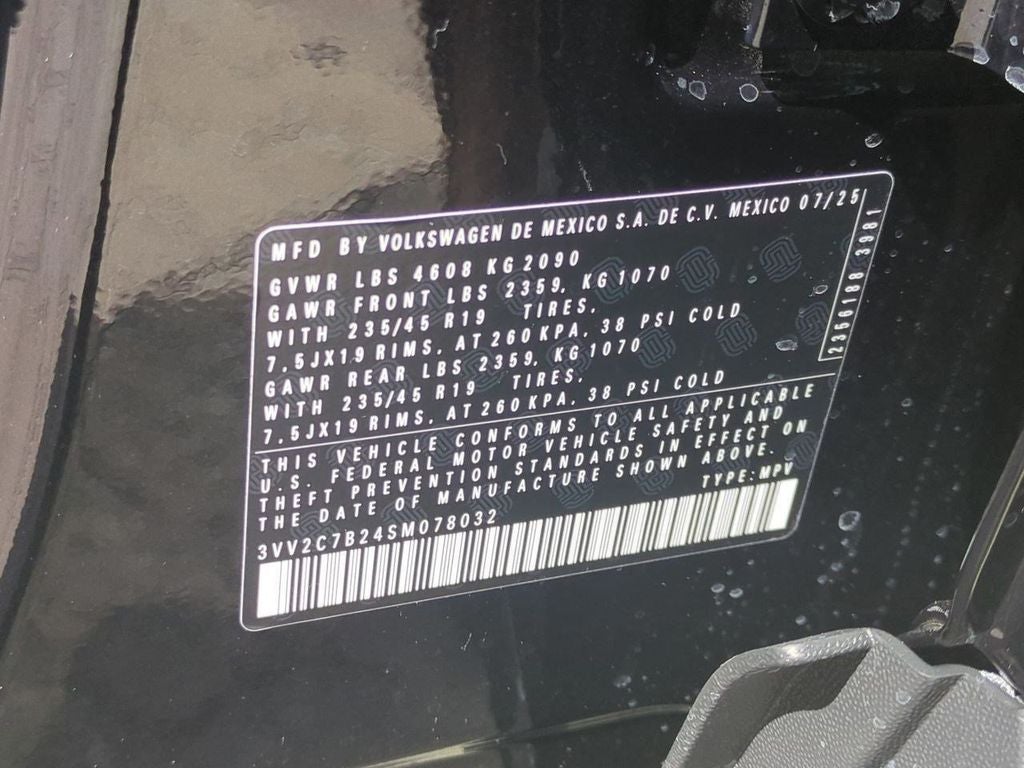 MFD BY VOLKSWAGEN DE MEXICO S.A. DE C.V. MEXICO 07/25
GVWR LBS 4608 KG 2090
GAWR FRONT LBS 2359, KG 1070
WITH 235/45 R19 TIRES,
7,5JX19 RIMS, AT 260 KPA, 38 PSI COLD
GAWR REAR LBS 2359, KG 1070
WITH 235/45 R19 TIRES,
7,5JX19 RIMS, AT 260 KPA, 38 PSI COLD
2356188 3981
THIS VEHICLE CONFORMS TO ALL APPLICABLE
U.S. FEDERAL MOTOR VEHICLE SAFETY AND
THEFT PREVENTION STANDARDS IN EFFECT ON
THE DATE OF MANUFACTURE SHOWN ABOVE.
3VV2C7B24SM078032 TYPE: MPV